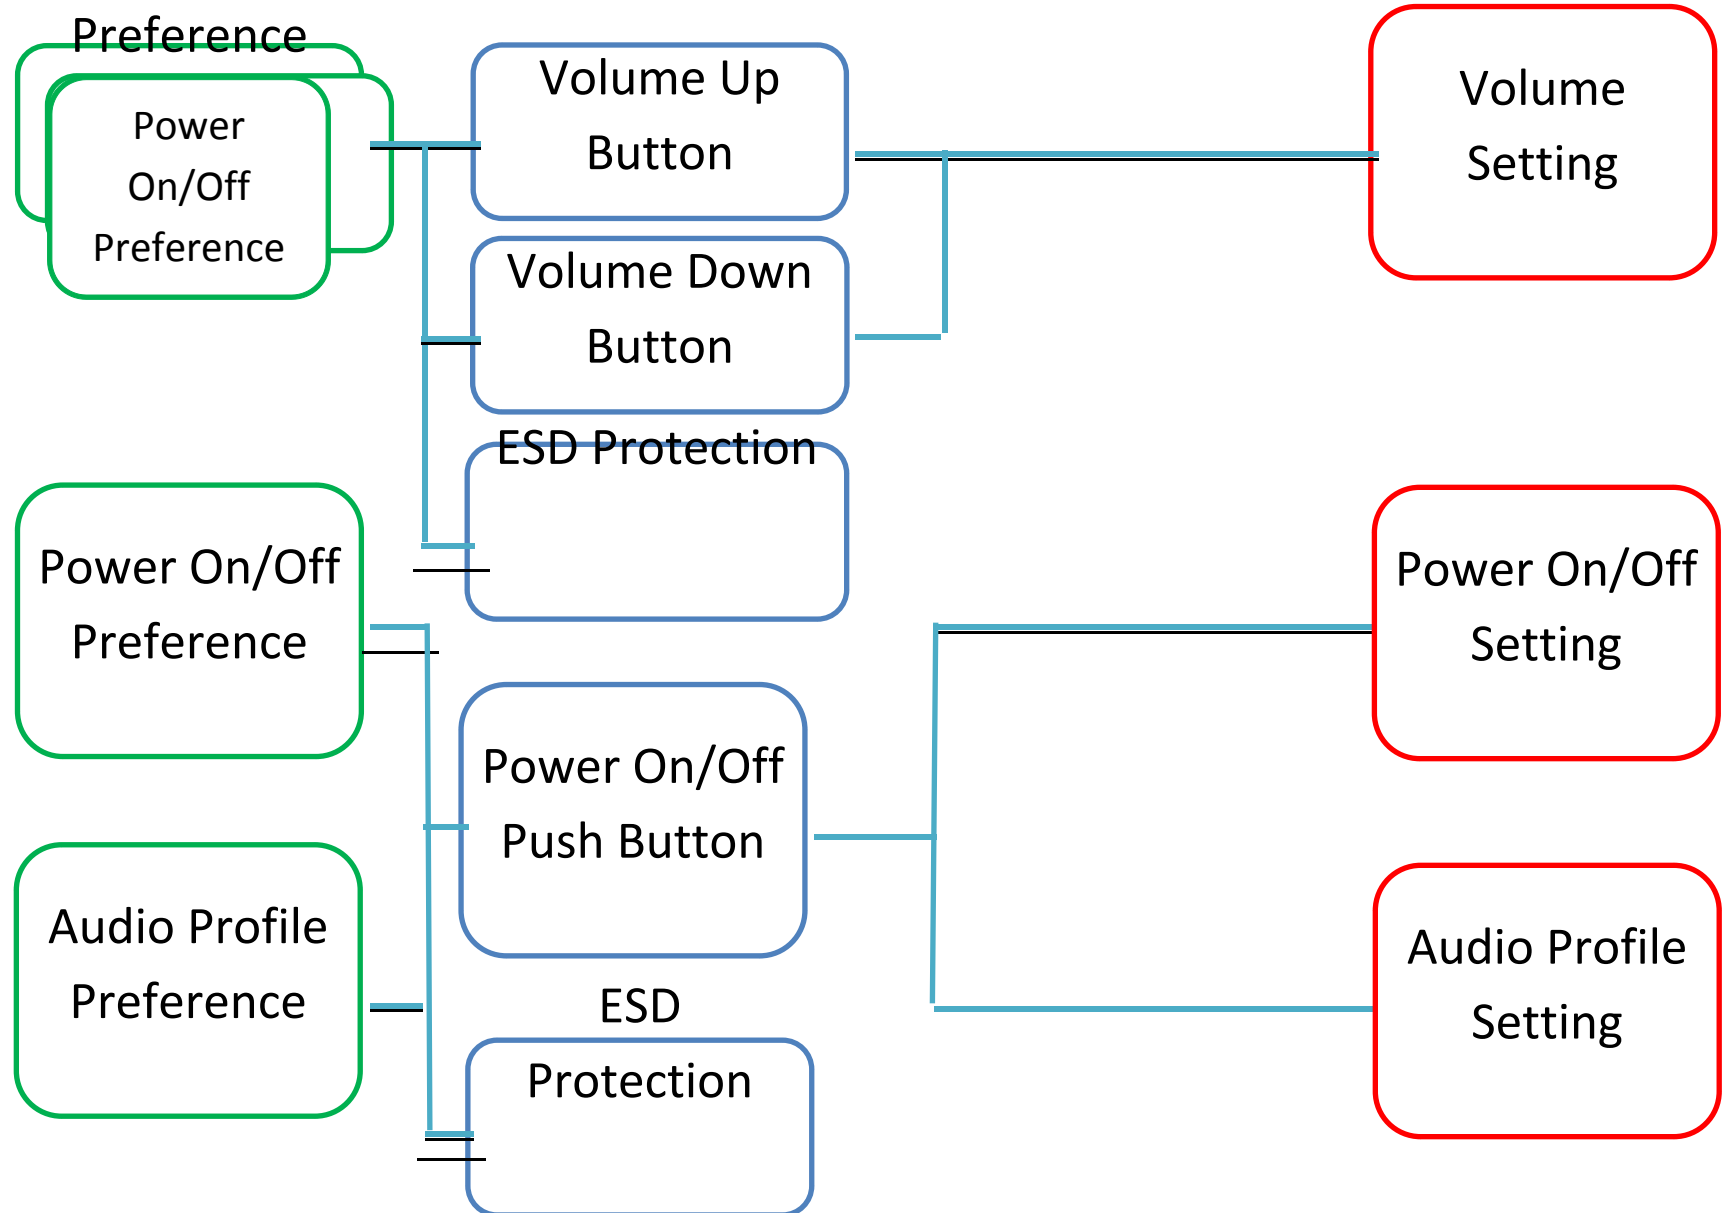 Preference
Power
On/Off
Preference
Volume Up
Button
Volume Down
Button
ESD Protection
Volume
Setting
Power On/Off
Preference
Power On/Off
Push Button
Power On/Off
Setting
Audio Profile
Preference
ESD
Protection
Audio Profile
Setting